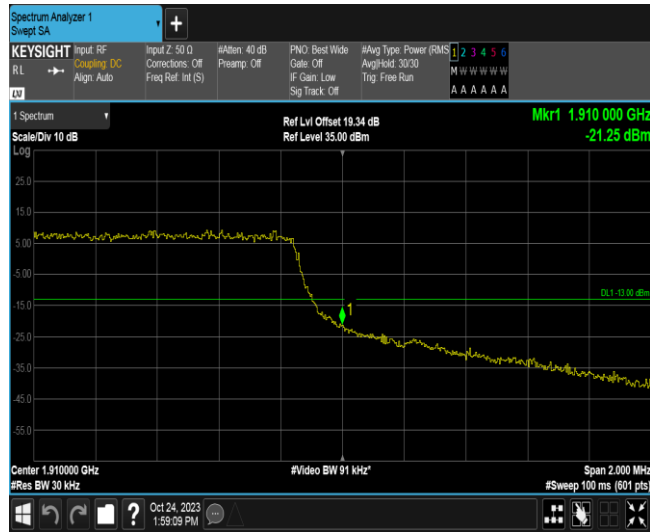 Spectrum Analyzer 1
Swept SA
+
KEYSIGHT
RL
LXI
Input: RF
Coupling: DC
Align: Auto
Input Z: 50 Ω
Corrections: Off
Freq Ref: Int (S)
#Atten: 40 dB
Preamp: Off
PNO: Best Wide
Gate: Off
IF Gain: Low
Sig Track: Off
#Avg Type: Power (RMS
Avg|Hold: 30/30
Trig: Free Run
1 2 3 4 5 6
M W W W W W
A A A A A A
1 Spectrum
Scale/Div 10 dB
Ref Lvl Offset 19.34 dB
Ref Level 35.00 dBm
Mkr1 1.910 000 GHz
-21.25 dBm
Log
25.0
15.0
5.00
-5.00
DL1 -13.00 dBm
1
-15.0
-25.0
-35.0
-45.0
-55.0
Center 1.910000 GHz
#Video BW 91 kHz*
Span 2.000 MHz
#Res BW 30 kHz
#Sweep 100 ms (601 pts)
?
Oct 24, 2023
1:59:09 PM